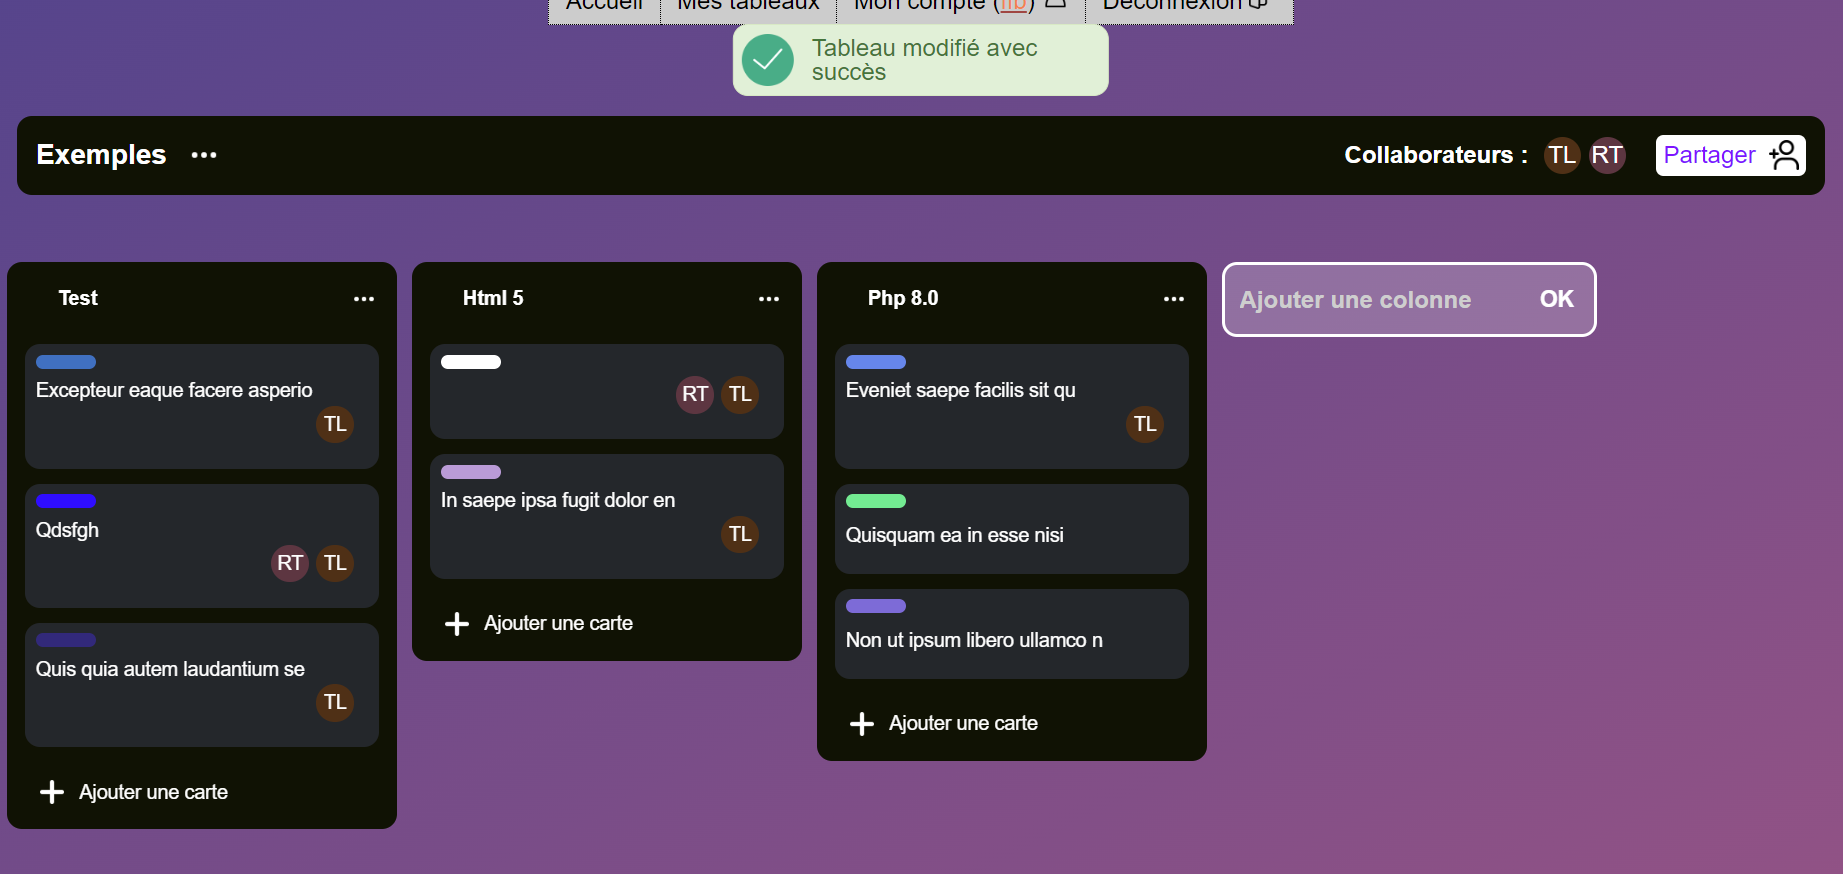 Accueil Mes tableaux Mon compte (lib) Déconnexion
Tableau modifié avec
succès
Exemples
Collaborateurs : TL RT Partager
Test
Excepteur eaque facere asperio
TL
Qdsfgh
RT TL
Quis quia autem laudantium se
TL
Ajouter une carte
Html 5
RT TL
In saepe ipsa fugit dolor en
TL
Ajouter une carte
Php 8.0
Eveniet saepe facilis sit qu
TL
Quisquam ea in esse nisi
Non ut ipsum libero ullamco n
Ajouter une carte
Ajouter une colonne OK